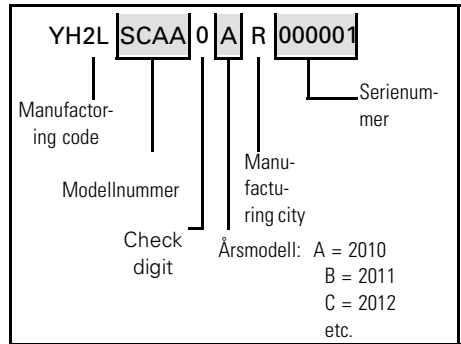 YH2L SCAA 0 A R 000001
Manufactor-
ing code
Serienum-
mer
Modellnummer
Manu-
factu-
ring city
Check
digit
Årsmodell: A = 2010
B = 2011
C = 2012
etc.